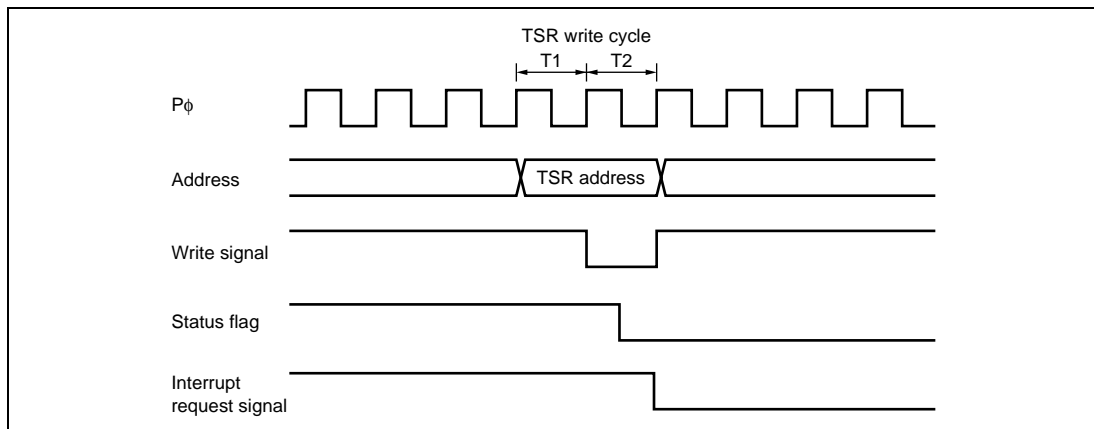 TSR write cycle
T1 T2
Pϕ
Address
TSR address
Write signal
Status flag
Interrupt
request signal